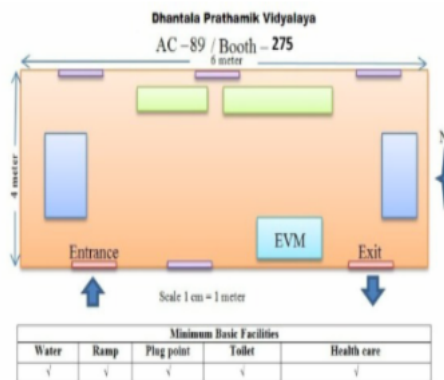 Dhantala Prathamik Vidyalaya
AC – 89 / Booth – 275
6 meter
4 meter
N
EVM
Entrance
Exit
Scale 1 cm = 1 meter
Minimum Basic Facilities
Water Ramp Plug point Toilet Health care
√ √ √ √ √